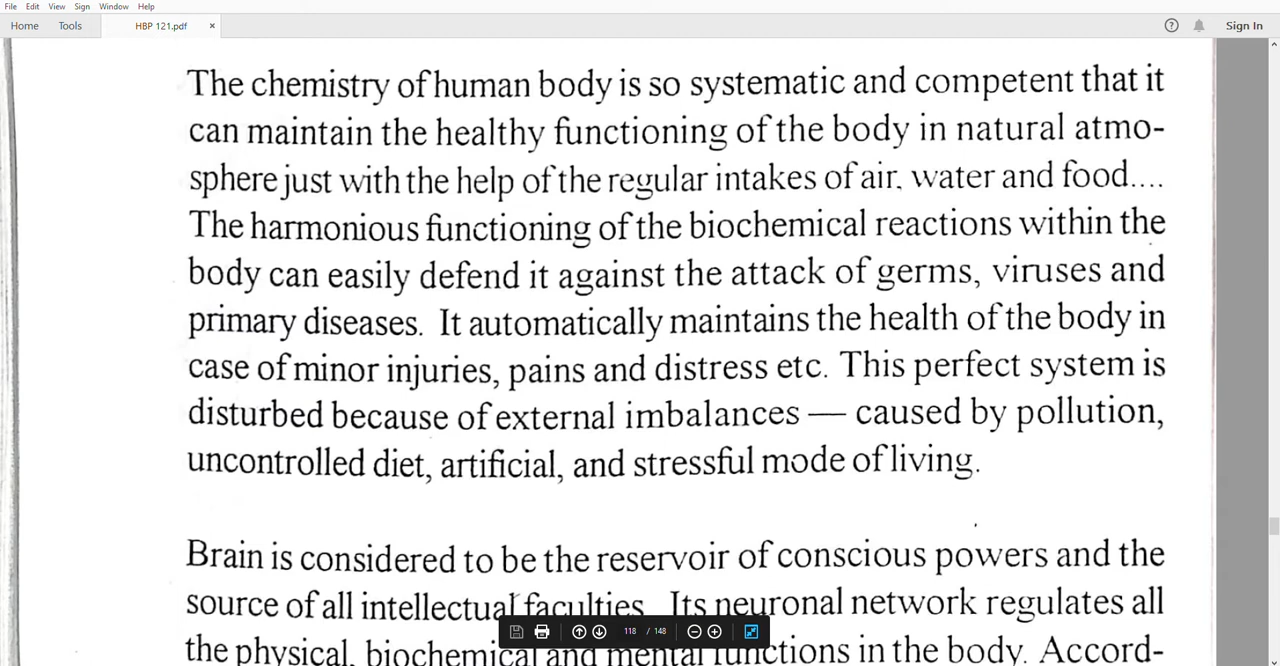 File Edit View Sign Window Help
Home Tools HBP 121.pdf × ? Sign In
The chemistry of human body is so systematic and competent that it
can maintain the healthy functioning of the body in natural atmo-
sphere just with the help of the regular intakes of air. water and food....
The harmonious functioning of the biochemical reactions within the
body can easily defend it against the attack of germs, viruses and
primary diseases. It automatically maintains the health of the body in
case of minor injuries, pains and distress etc. This perfect system is
disturbed because of external imbalances — caused by pollution,
uncontrolled diet, artificial, and stressful mode of living.
Brain is considered to be the reservoir of conscious powers and the
source of all intellectual faculties. Its neuronal network regulates all
the physical, biochemical and mental functions in the body. Accord-
118 / 148